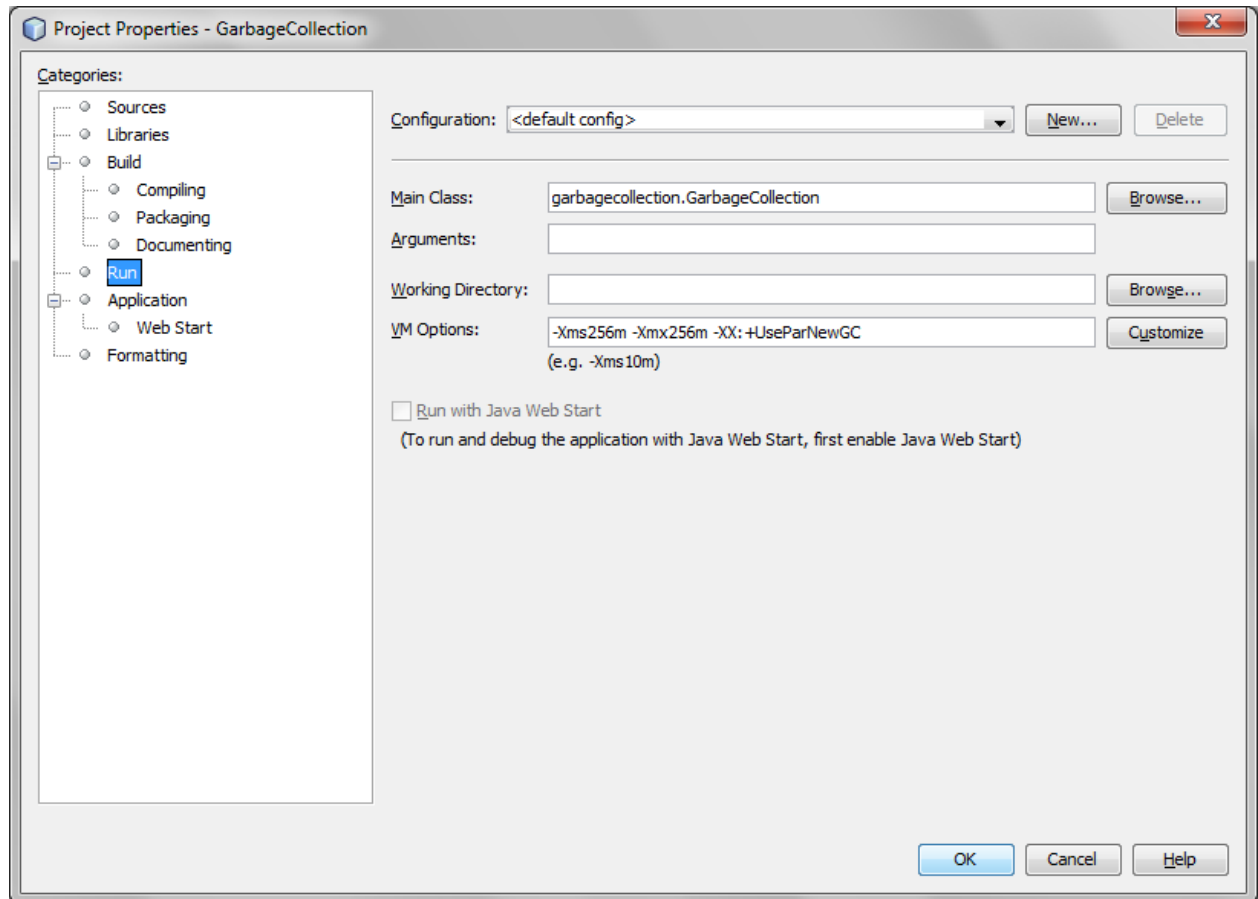 Project Properties - GarbageCollection
Categories:
Sources
Libraries
Build
Compiling
Packaging
Documenting
Run
Application
Web Start
Formatting
Configuration: <default config> New... Delete
Main Class: garbagecollection.GarbageCollection Browse...
Arguments:
Working Directory: Browse...
VM Options: -Xms256m -Xmx256m -XX:+UseParNewGC Customize
(e.g. -Xms10m)
Run with Java Web Start
(To run and debug the application with Java Web Start, first enable Java Web Start)
OK Cancel Help